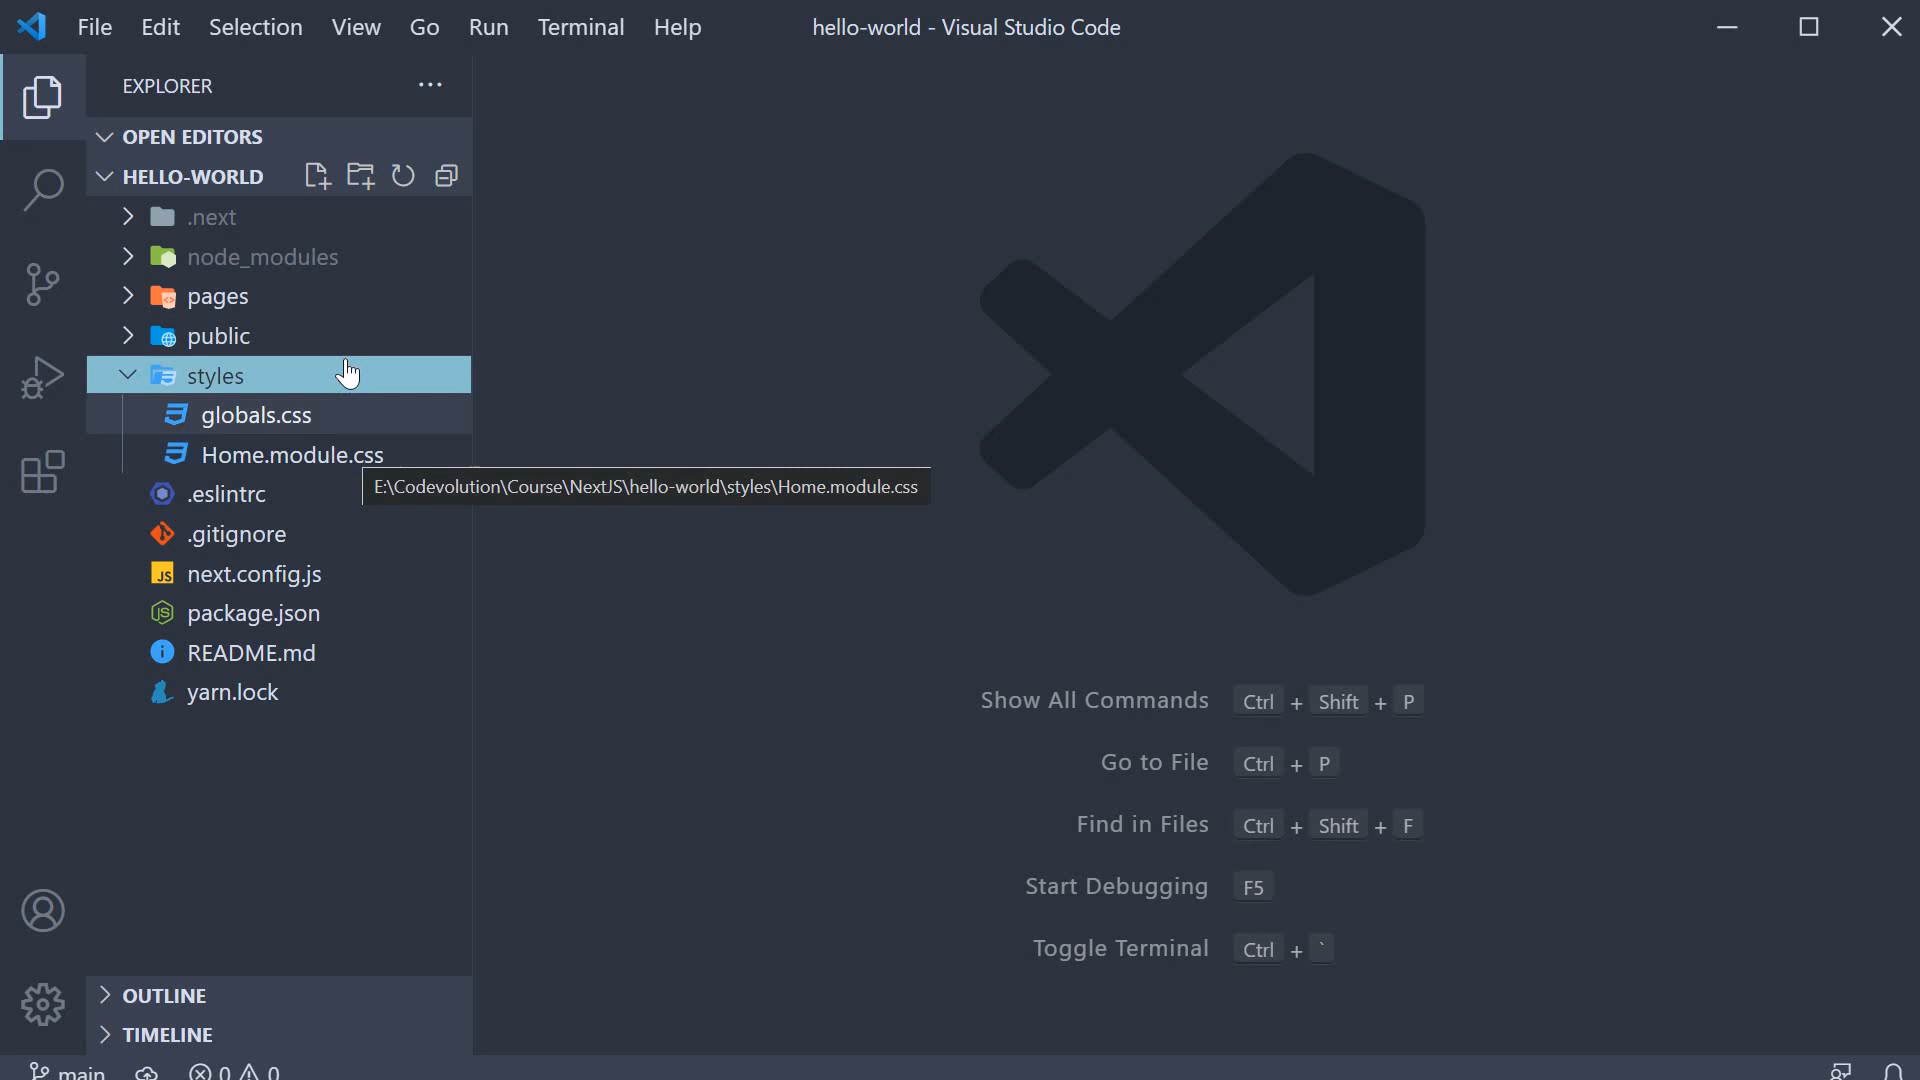 File Edit Selection View Go Run Terminal Help hello-world - Visual Studio Code
EXPLORER ···
OPEN EDITORS
HELLO-WORLD
.next
node_modules
pages
public
styles
globals.css
Home.module.css
E:\Codevolution\Course\NextJS\hello-world\styles\Home.module.css
.eslintrc
.gitignore
JS next.config.js
package.json
README.md
yarn.lock
Show All Commands Ctrl + Shift + P
Go to File Ctrl + P
Find in Files Ctrl + Shift + F
Start Debugging F5
Toggle Terminal Ctrl + `
OUTLINE
TIMELINE
main 0 0